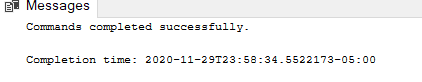 Messages
Commands completed successfully.
Completion time: 2020-11-29T23:58:34.5522173-05:00